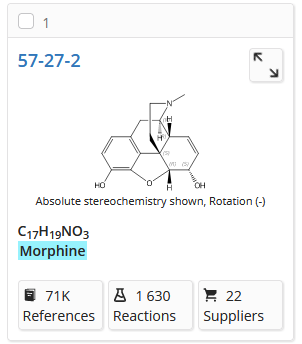 1
57-27-2
N
H
H
(S)
(R)
(S)
HO
O
H
OH
Absolute stereochemistry shown, Rotation (-)
C₁₇H₁₉NO₃
Morphine
71K
References
1 630
Reactions
22
Suppliers